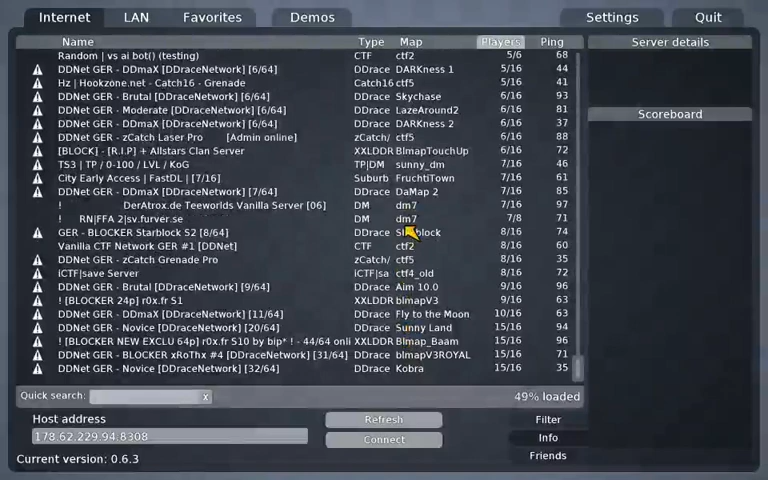 Internet LAN Favorites Demos Settings Quit
Name Type Map Players Ping Server details
Random | vs ai bot() (testing) CTF ctf2 5/6 68
DDNet GER - DDmaX [DDraceNetwork] [6/64] DDrace DARKness 1 5/16 44
Hz | Hookzone.net - Catch16 - Grenade Catch16 ctf5 5/16 41
DDNet GER - Brutal [DDraceNetwork] [6/64] DDrace Skychase 6/16 93
DDNet GER - Moderate [DDraceNetwork] [6/64] DDrace LazeAround2 6/16 81
DDNet GER - DDmaX [DDraceNetwork] [6/64] DDrace DARKness 2 6/16 37
DDNet GER - zCatch Laser Pro [Admin online] zCatch/ ctf5 6/16 88
[BLOCK] - [R.I.P] + Allstars Clan Server XXLDDR BlmapTouchUp 6/16 72
TS3 | TP / 0-100 / LVL / KoG TP|DM sunny_dm 7/16 46
City Early Access | FastDL | [7/16] Suburb FruchtiTown 7/16 61
DDNet GER - DDmaX [DDraceNetwork] [7/64] DDrace DaMap 2 7/16 85
! DerAtrox.de Teeworlds Vanilla Server [06] DM dm7 7/16 97
! RN|FFA 2|sv.furver.se DM dm7 7/8 71
GER - BLOCKER Starblock S2 [8/64] DDrace 8/16 74
Vanilla CTF Network GER #1 [DDNet] CTF ctf2 8/16 60
DDNet GER - zCatch Grenade Pro zCatch/ ctf5 8/16 35
iCTF|save Server iCTF|sa ctf4_old 8/16 72
DDNet GER - Brutal [DDraceNetwork] [9/64] DDrace Aim 10.0 9/16 96
! [BLOCKER 24p] r0x.fr S1 XXLDDR blmapV3 9/16 63
DDNet GER - DDmaX [DDraceNetwork] [11/64] DDrace Fly to the Moon 10/16 63
DDNet GER - Novice [DDraceNetwork] [20/64] DDrace Sunny Land 15/16 94
! [BLOCKER NEW EXCLU 64p] r0x.fr S10 by bip* ! - 44/64 onli XXLDDR Blmap_Baam 15/16 96
DDNet GER - BLOCKER xRoThx #4 [DDraceNetwork] [31/64] DDrace blmapV3ROYAL 15/16 71
DDNet GER - Novice [DDraceNetwork] [32/64] DDrace Kobra 15/16 35
Scoreboard
Quick search: x 49% loaded
Host address Refresh Filter
178.62.229.94:8308 Connect Info
Current version: 0.6.3 Friends